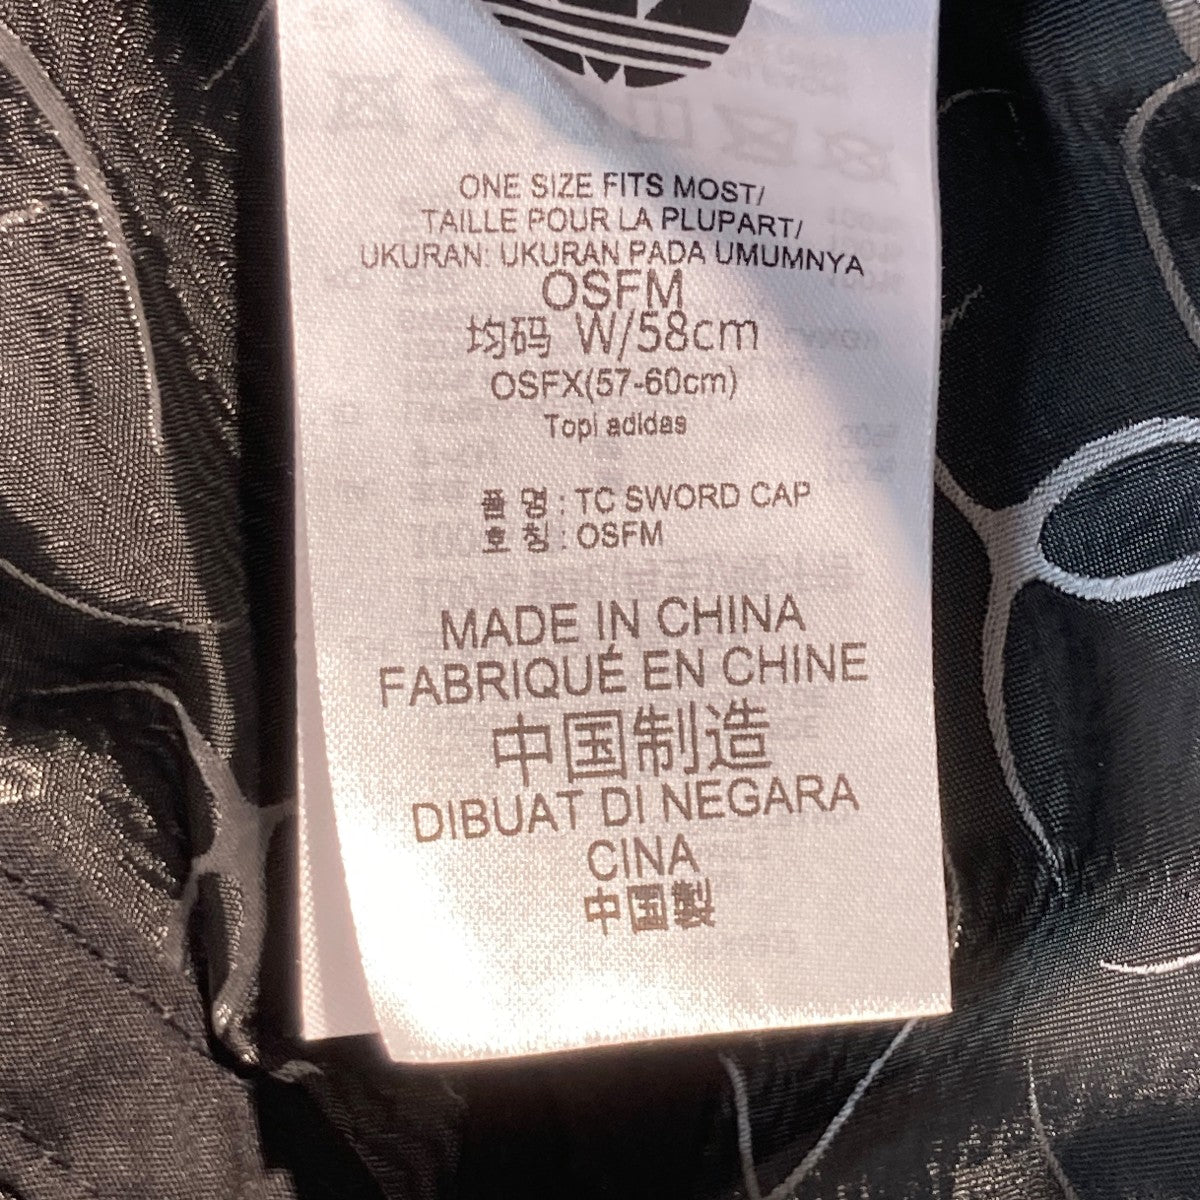 ONE SIZE FITS MOST/
TAILLE POUR LA PLUPART/
UKURAN: UKURAN PADA UMUMNYA
OSFM
均码 W/58cm
OSFX(57-60cm)
Topi adidas
품 명 : TC SWORD CAP
호 칭 : OSFM
MADE IN CHINA
FABRIQUÉ EN CHINE
中国制造
DIBUAT DI NEGARA
CINA
中国製